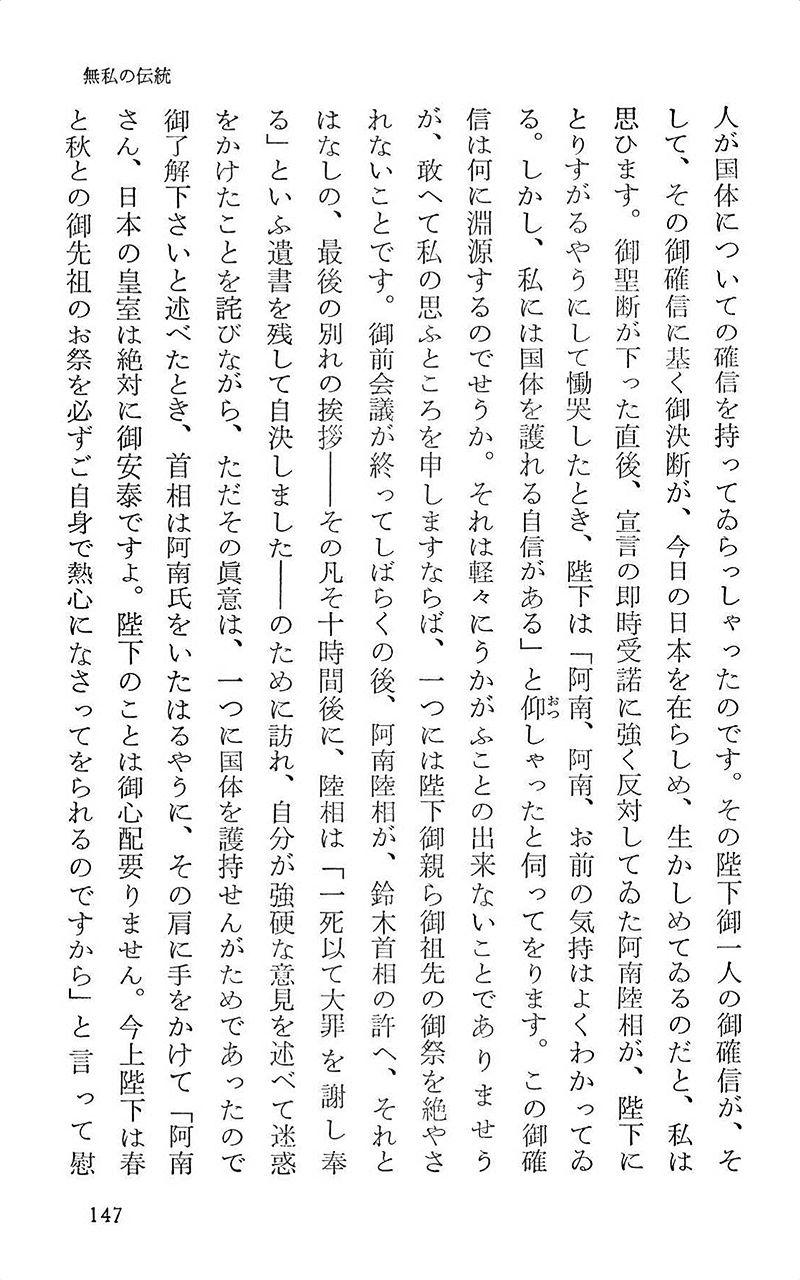 無私の伝統
人が国体についての確信を持ってゐらっしゃったのです。その陛下御一人の御確信が、そ
して、その御確信に基く御決断が、今日の日本を在らしめ、生かしめてゐるのだと、私は
思ひます。御聖断が下った直後、宣言の即時受諾に強く反対してゐた阿南陸相が、陛下に
とりすがるやうにして慟哭したとき、陛下は「阿南、阿南、お前の気持はよくわかってゐ
る。しかし、私には国体を護れる自信がある」と仰しゃったと伺ってをります。この御確
おつ
信は何に淵源するのでせうか。それは軽々にうかがふことの出来ないことでありませう
が、敢へて私の思ふところを申しますならば、一つには陛下御親ら御祖先の御祭を絶やさ
れないことです。御前会議が終ってしばらくの後、阿南陸相が、鈴木首相の許へ、それと
はなしの、最後の別れの挨拶――その凡そ十時間後に、陸相は「一死以て大罪を謝し奉
る」といふ遺書を残して自決しました――のために訪れ、自分が強硬な意見を述べて迷惑
をかけたことを詫びながら、ただその眞意は、一つに国体を護持せんがためであったので
御了解下さいと述べたとき、首相は阿南氏をいたはるやうに、その肩に手をかけて「阿南
さん、日本の皇室は絶対に御安泰ですよ。陛下のことは御心配要りません。今上陛下は春
と秋との御先祖のお祭を必ずご自身で熱心になさってをられるのですから」と言って慰
147